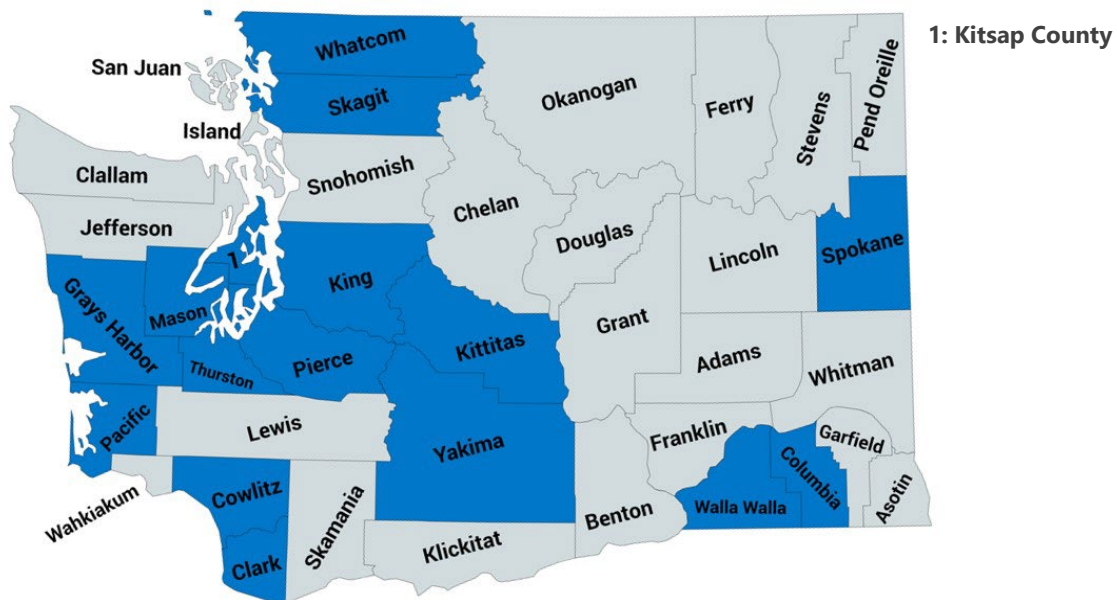 1: Kitsap County
Whatcom
San Juan
Skagit
Okanogan
Ferry
Stevens
Pend Oreille
Island
Clallam
Snohomish
Chelan
Jefferson
Douglas
Lincoln
Spokane
1
King
Grays Harbor
Mason
Kittitas
Grant
Adams
Whitman
Thurston
Pierce
Pacific
Lewis
Yakima
Franklin
Garfield
Columbia
Cowlitz
Wahkiakum
Skamania
Benton
Walla Walla
Asotin
Klickitat
Clark